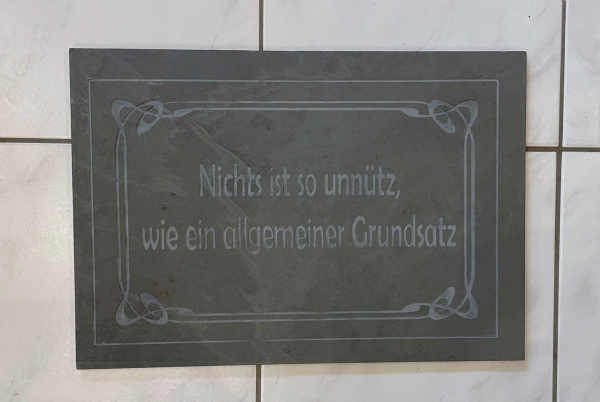 Nichts ist so unnütz,
wie ein allgemeiner Grundsatz